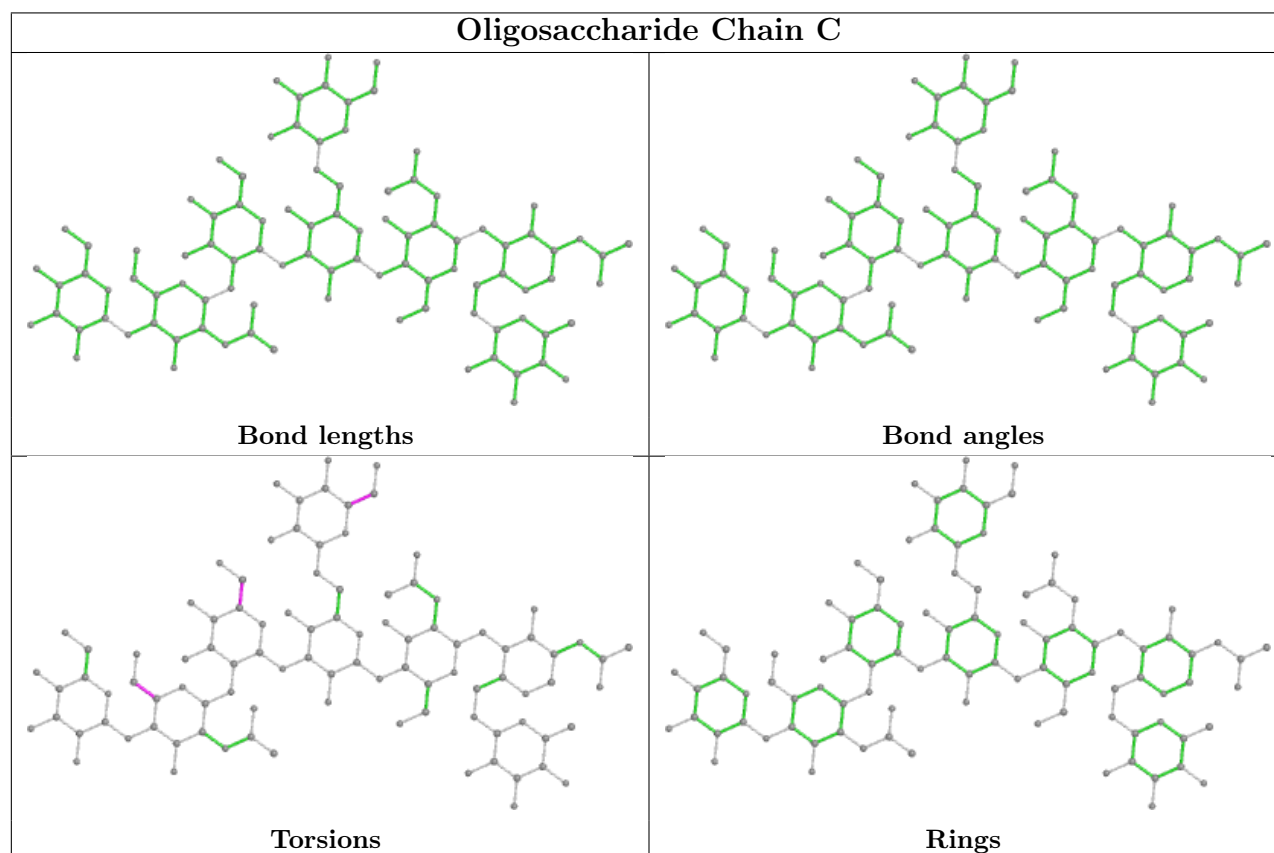 Oligosaccharide Chain C
Bond lengths
Bond angles
Torsions
Rings